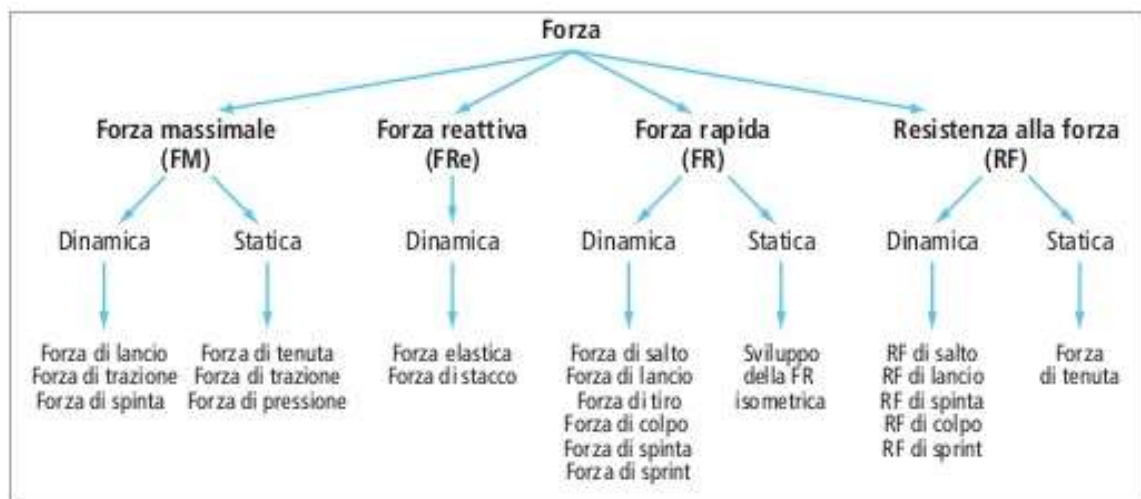 Forza
Forza massimale
(FM)
Forza reattiva
(FRe)
Forza rapida
(FR)
Resistenza alla forza
(RF)
Dinamica
Statica
Dinamica
Dinamica
Statica
Dinamica
Statica
Forza di lancio
Forza di trazione
Forza di spinta
Forza di tenuta
Forza di trazione
Forza di pressione
Forza elastica
Forza di stacco
Forza di salto
Forza di lancio
Forza di tiro
Forza di colpo
Forza di spinta
Forza di sprint
Sviluppo
della FR
isometrica
RF di salto
RF di lancio
RF di spinta
RF di colpo
RF di sprint
Forza
di tenuta